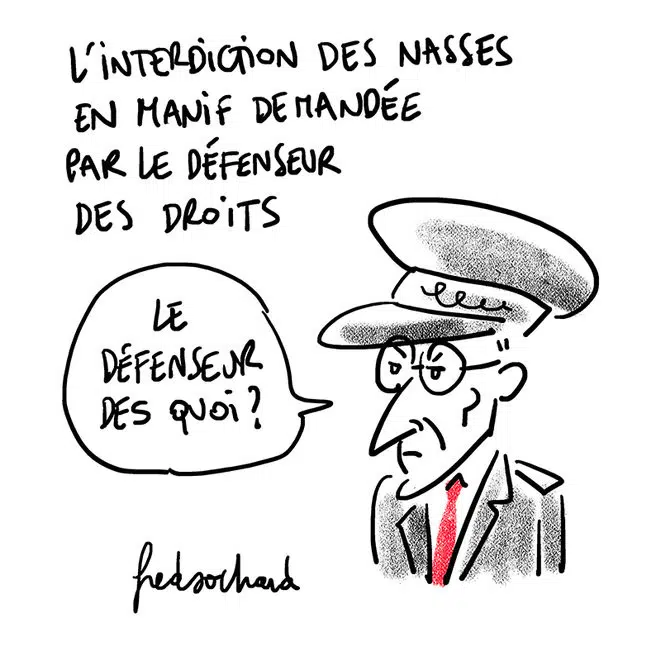 L'INTERDICTION DES NASSES
EN MANIF DEMANDÉE
PAR LE DÉFENSEUR
DES DROITS
LE
DÉFENSEUR
DES QUOI?
fredsochard